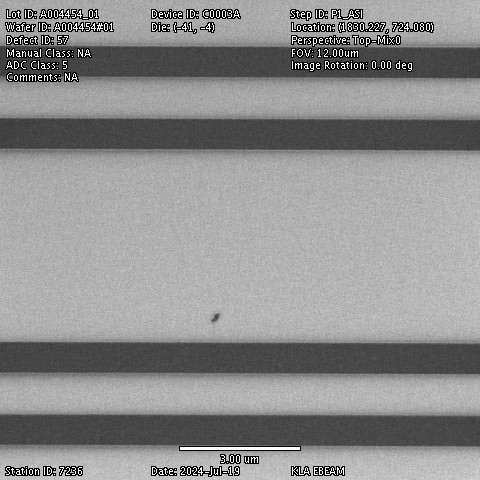 Lot ID: A004454_01
Wafer ID: A004454#01
Defect ID: 57
Manual Class: NA
ADC Class: 5
Comments: NA
Device ID: C0003A
Die: (-41, -4)
Step ID: P1_ASI
Location: (1830.227, 724.080)
Perspective: Top-Mix0
FOV: 12.00um
Image Rotation: 0.00 deg
3.00 um
Station ID: 7236
Date: 2024-Jul-19
KLA EBEAM